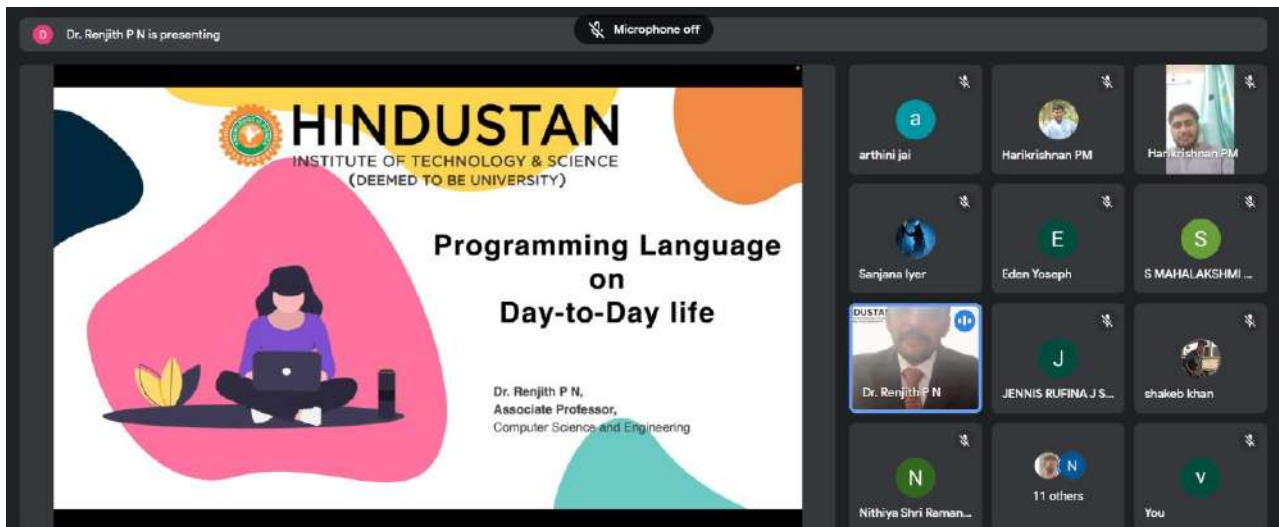 D Dr. Renjith P N is presenting
Microphone off
HINDUSTAN
INSTITUTE OF TECHNOLOGY & SCIENCE
(DEEMED TO BE UNIVERSITY)
Programming Language
on
Day-to-Day life
Dr. Renjith P N,
Associate Professor,
Computer Science and Engineering
a
arthini jai
Harikrishnan PM
Harikrishnan PM
Sanjana Iyer
E
Eden Yoseph
S
S MAHALAKSHMI ...
DUSTA
Dr. Renjith P N
J
JENNIS RUFINA J S...
shakeb khan
N
Nithiya Shri Raman...
N
11 others
V
You